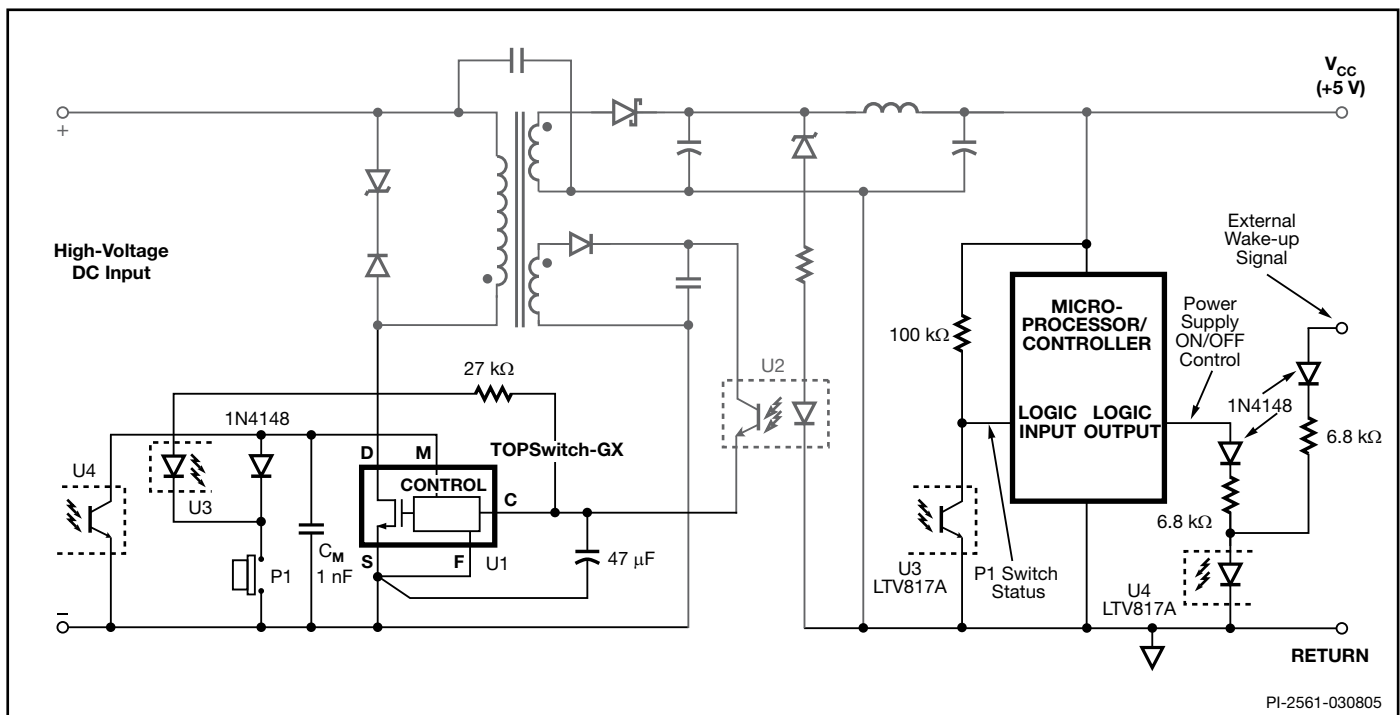 V_CC
(+5 V)
+
High-Voltage
DC Input
External
Wake-up
Signal
MICRO-
PROCESSOR/
CONTROLLER
Power
Supply
ON/OFF
Control
100 kΩ
U2
27 kΩ
1N4148
LOGIC
INPUT
LOGIC
OUTPUT
1N4148
6.8 kΩ
U4
U3
D
M
TOPSwitch-GX
CONTROL
C
S
F
U1
47 µF
P1
C_M
1 nF
6.8 kΩ
U3
LTV817A
P1 Switch
Status
U4
LTV817A
−
RETURN
PI-2561-030805